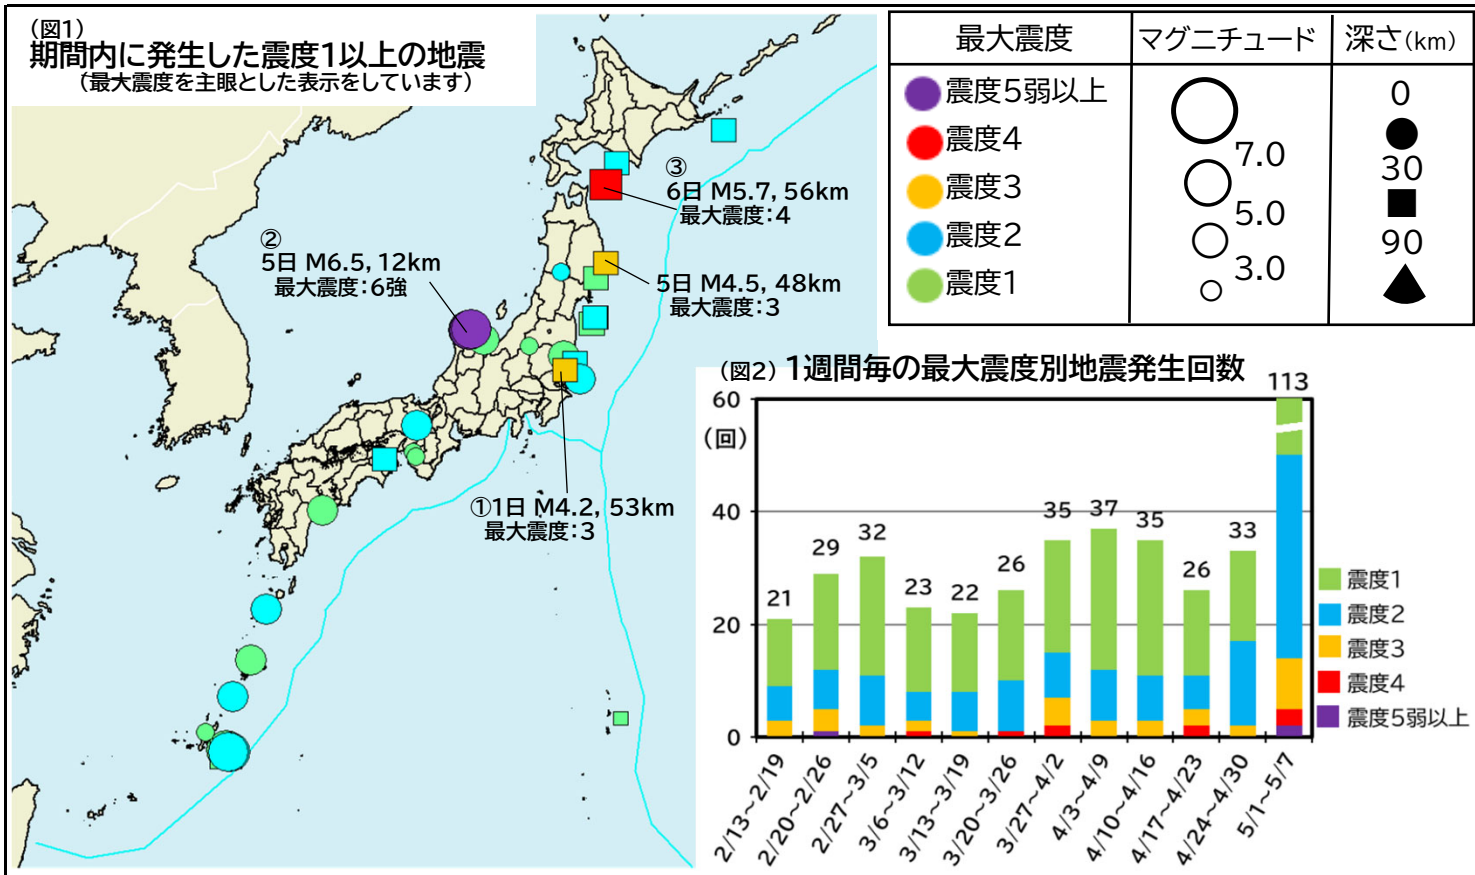 (図1)
期間内に発生した震度1以上の地震
(最大震度を主眼とした表示をしています)
③
6日 M5.7, 56km
最大震度:4
②
5日 M6.5, 12km
最大震度:6強
5日 M4.5, 48km
最大震度:3
①1日 M4.2, 53km
最大震度:3
最大震度
マグニチュード
深さ(km)
震度5弱以上
震度4
震度3
震度2
震度1
7.0
5.0
3.0
0
30
90
(図2) 1週間毎の最大震度別地震発生回数
60
(回)
40
20
0
21
29
32
23
22
26
35
37
35
26
33
113
2/13~2/19
2/20~2/26
2/27~3/5
3/6~3/12
3/13~3/19
3/20~3/26
3/27~4/2
4/3~4/9
4/10~4/16
4/17~4/23
4/24~4/30
5/1~5/7
震度1
震度2
震度3
震度4
震度5弱以上